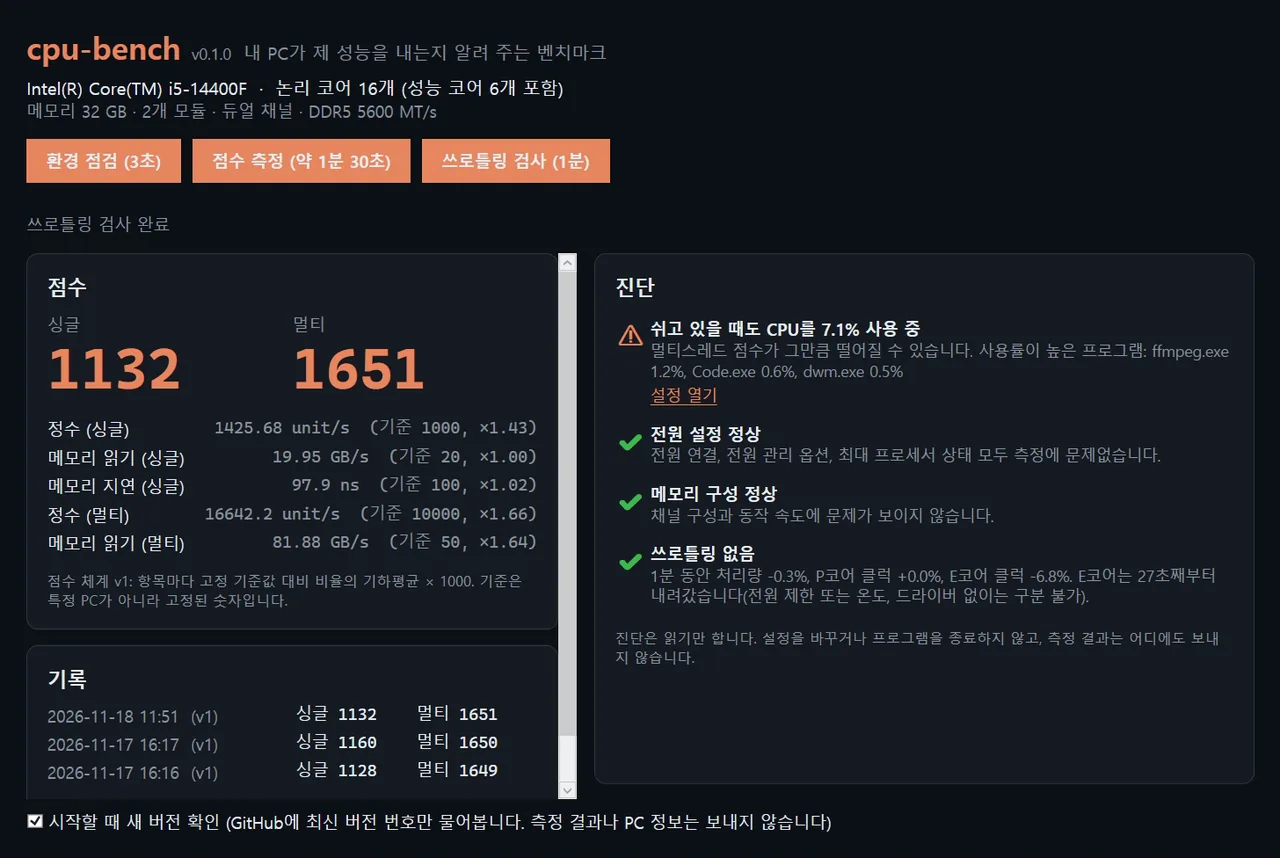 cpu-bench v0.1.0 내 PC가 제 성능을 내는지 알려 주는 벤치마크
Intel(R) Core(TM) i5-14400F · 논리 코어 16개 (성능 코어 6개 포함)
메모리 32 GB · 2개 모듈 · 듀얼 채널 · DDR5 5600 MT/s
환경 점검 (3초) 점수 측정 (약 1분 30초) 쓰로틀링 검사 (1분)
쓰로틀링 검사 완료
점수
싱글 멀티
1132 1651
정수 (싱글) 1425.68 unit/s (기준 1000, ×1.43)
메모리 읽기 (싱글) 19.95 GB/s (기준 20, ×1.00)
메모리 지연 (싱글) 97.9 ns (기준 100, ×1.02)
정수 (멀티) 16642.2 unit/s (기준 10000, ×1.66)
메모리 읽기 (멀티) 81.88 GB/s (기준 50, ×1.64)
점수 체계 v1: 항목마다 고정 기준값 대비 비율의 기하평균 × 1000. 기준은
특정 PC가 아니라 고정된 숫자입니다.
기록
2026-11-18 11:51 (v1) 싱글 1132 멀티 1651
2026-11-17 16:17 (v1) 싱글 1160 멀티 1650
2026-11-17 16:16 (v1) 싱글 1128 멀티 1649
진단
쉬고 있을 때도 CPU를 7.1% 사용 중
멀티스레드 점수가 그만큼 떨어질 수 있습니다. 사용률이 높은 프로그램: ffmpeg.exe
1.2%, Code.exe 0.6%, dwm.exe 0.5%
설정 열기
전원 설정 정상
전원 연결, 전원 관리 옵션, 최대 프로세서 상태 모두 측정에 문제없습니다.
메모리 구성 정상
채널 구성과 동작 속도에 문제가 보이지 않습니다.
쓰로틀링 없음
1분 동안 처리량 -0.3%, P코어 클럭 +0.0%, E코어 클럭 -6.8%. E코어는 27초째부터
내려갔습니다(전원 제한 또는 온도, 드라이버 없이는 구분 불가).
진단은 읽기만 합니다. 설정을 바꾸거나 프로그램을 종료하지 않고, 측정 결과는 어디에도 보내
지 않습니다.
시작할 때 새 버전 확인 (GitHub에 최신 버전 번호만 물어봅니다. 측정 결과나 PC 정보는 보내지 않습니다)